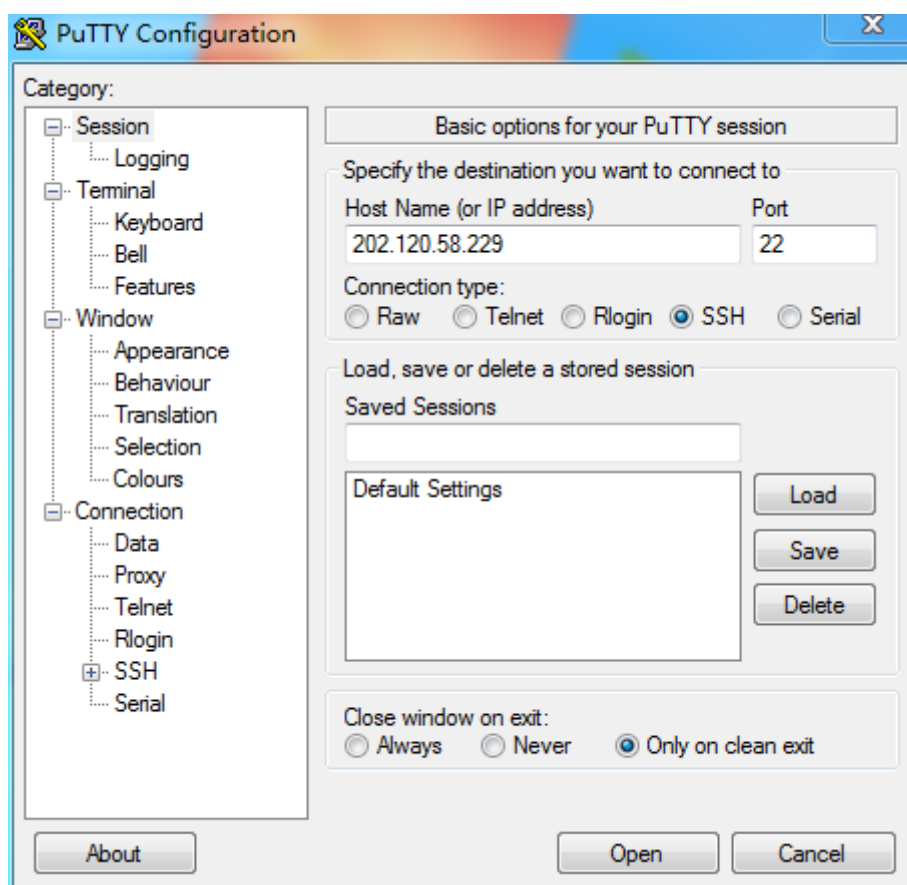 PuTTY Configuration
X
Category:
Session
Logging
Terminal
Keyboard
Bell
Features
Window
Appearance
Behaviour
Translation
Selection
Colours
Connection
Data
Proxy
Telnet
Rlogin
SSH
Serial
Basic options for your PuTTY session
Specify the destination you want to connect to
Host Name (or IP address) Port
202.120.58.229 22
Connection type:
Raw Telnet Rlogin SSH Serial
Load, save or delete a stored session
Saved Sessions
Default Settings
Load
Save
Delete
Close window on exit:
Always Never Only on clean exit
About Open Cancel